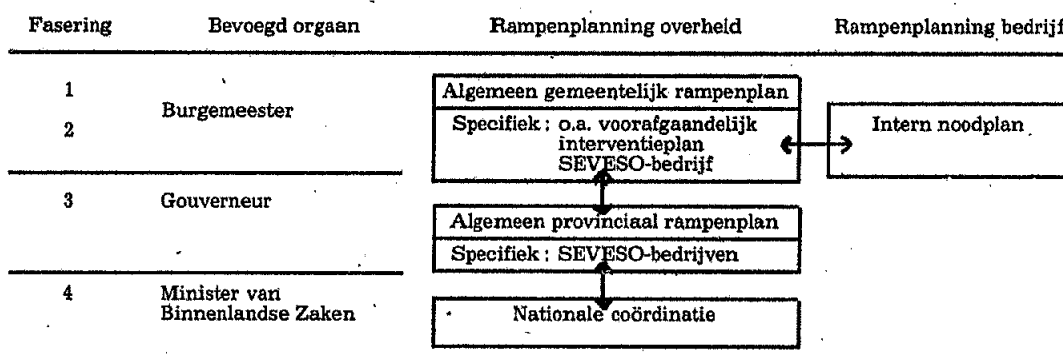 Fasering Bevoegd orgaan Rampenplanning overheid Rampenplanning bedrijf
1
Burgemeester
2
Algemeen gemeentelijk rampenplan
Specifiek : o.a. voorafgaandelijk
interventieplan
SEVESO-bedrijf
Intern noodplan
3 Gouverneur
Algemeen provinciaal rampenplan
Specifiek : SEVESO-bedrijven
4 Minister van
Binnenlandse Zaken
Nationale coördinatie